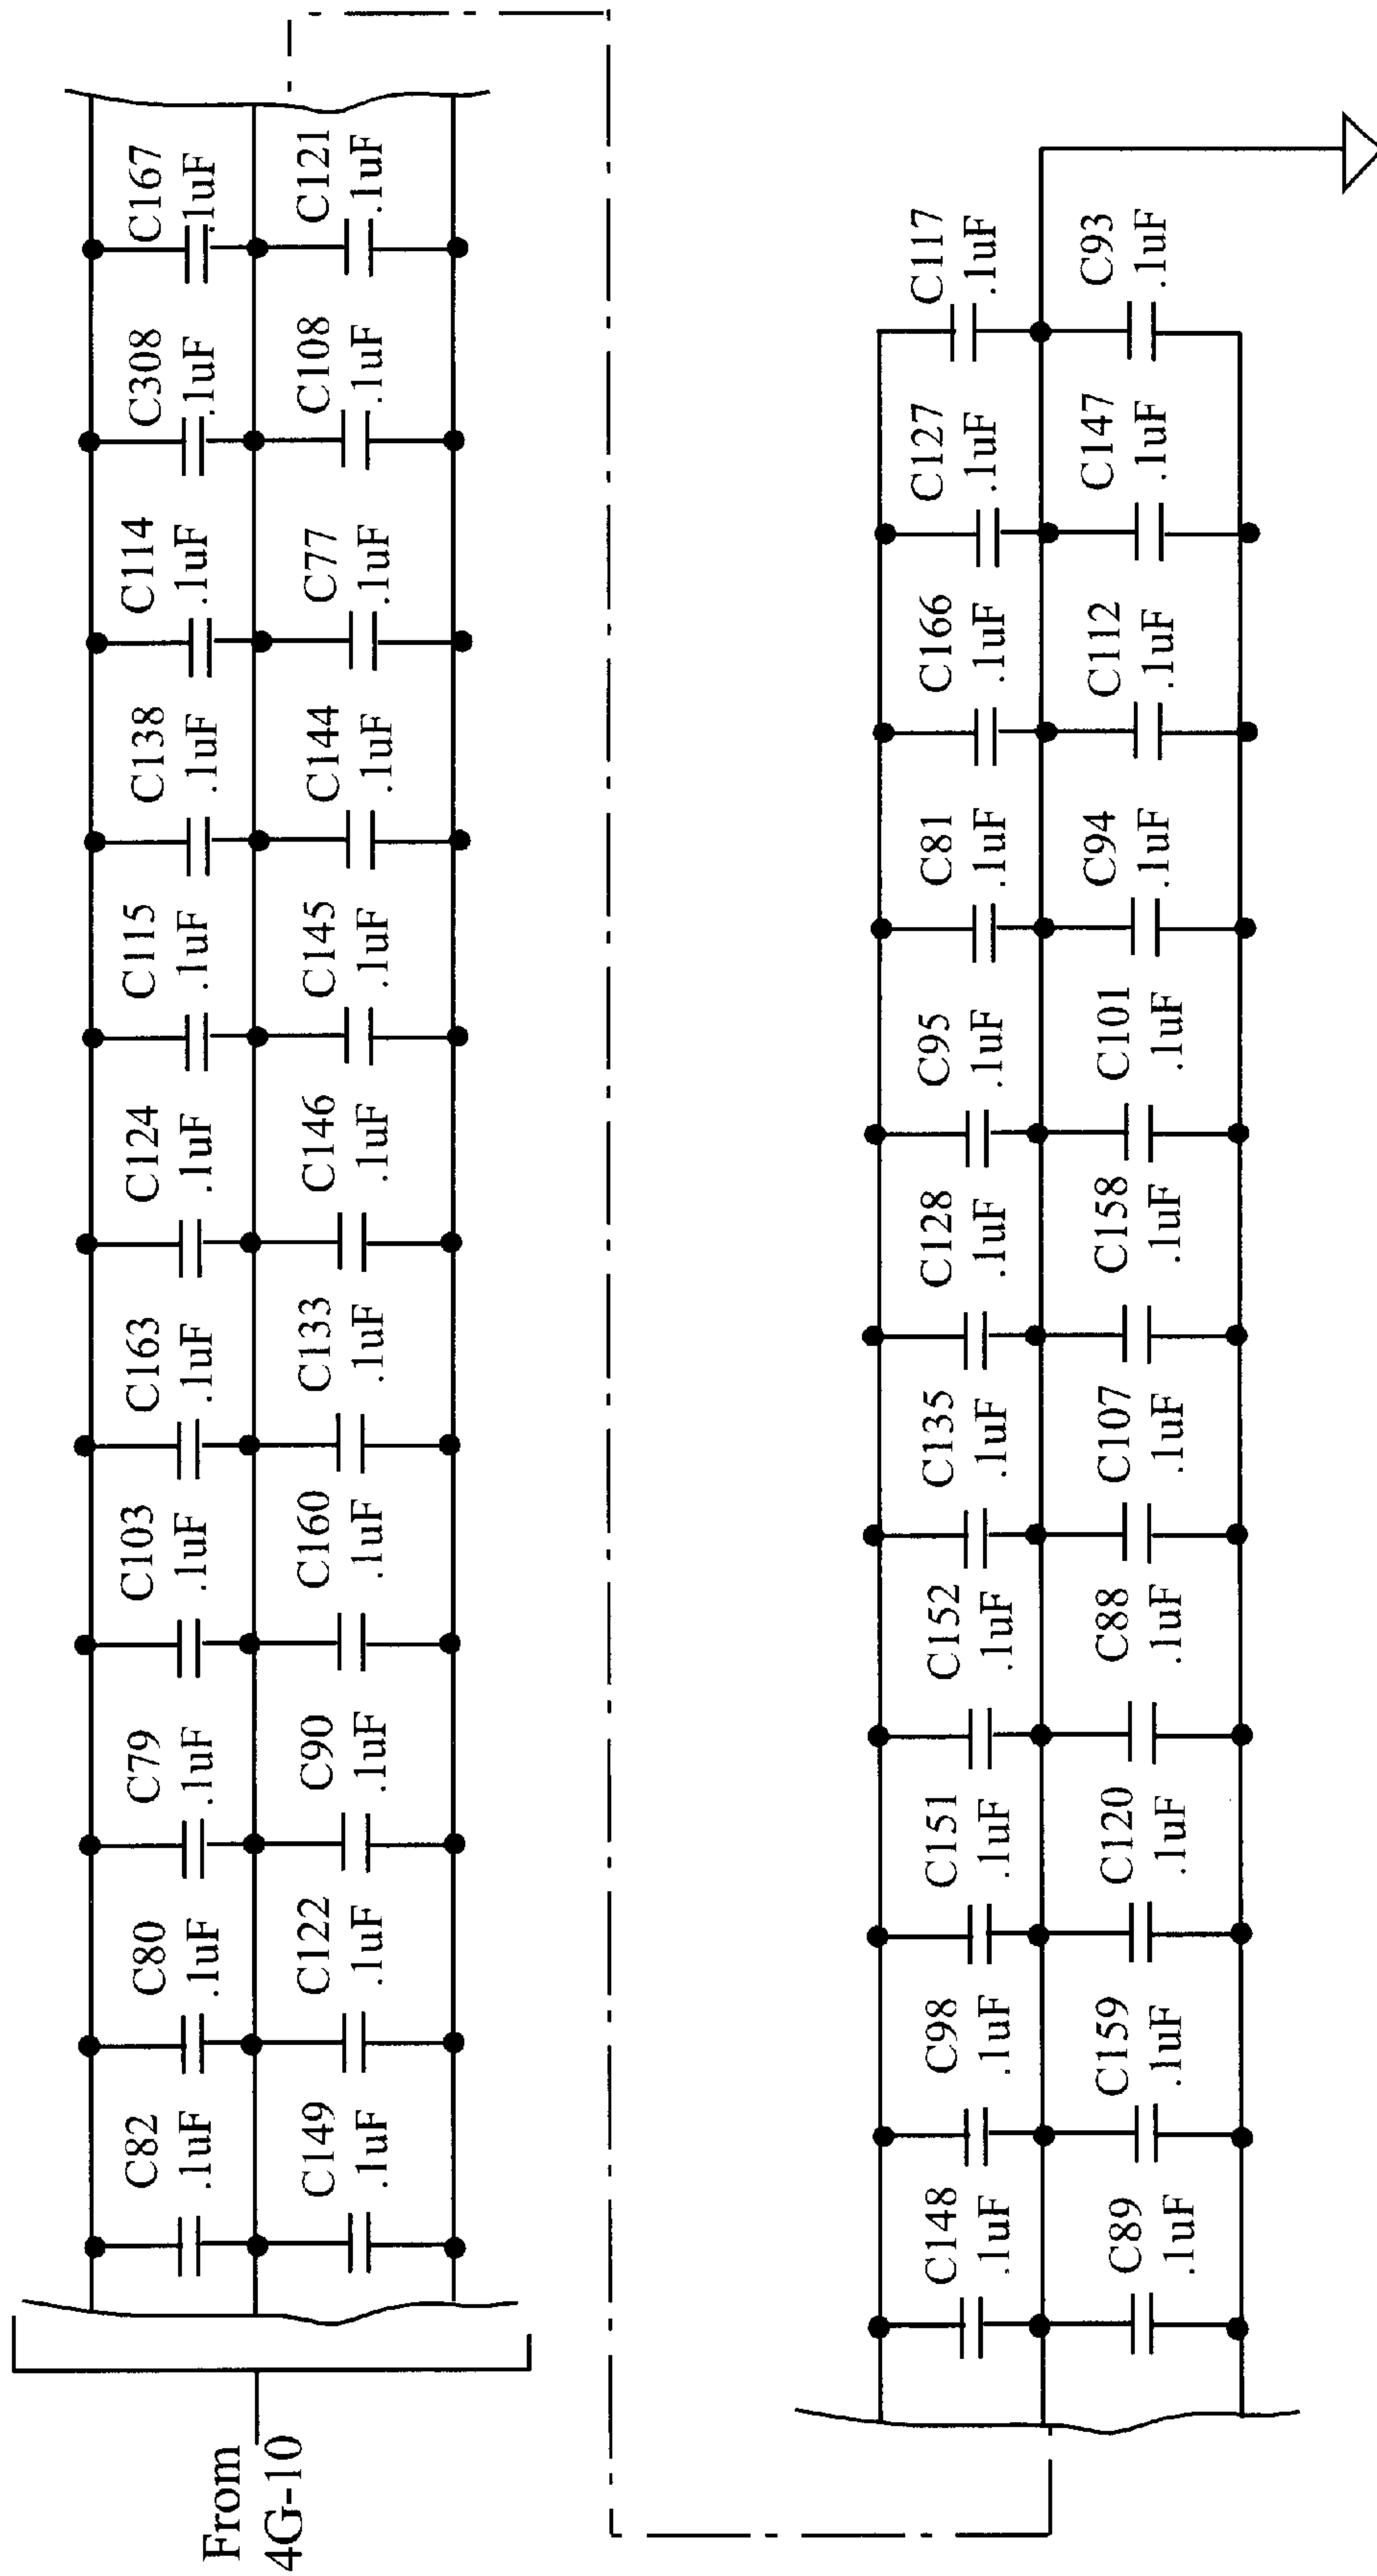 From
4G-10
C82
.1uF
C80
.1uF
C79
.1uF
C103
.1uF
C163
.1uF
C124
.1uF
C115
.1uF
C138
.1uF
C114
.1uF
C308
.1uF
C167
.1uF
C149
.1uF
C122
.1uF
C90
.1uF
C160
.1uF
C133
.1uF
C146
.1uF
C145
.1uF
C144
.1uF
C77
.1uF
C108
.1uF
C121
.1uF
C148
.1uF
C98
.1uF
C151
.1uF
C152
.1uF
C135
.1uF
C128
.1uF
C95
.1uF
C81
.1uF
C166
.1uF
C127
.1uF
C117
.1uF
C89
.1uF
C159
.1uF
C120
.1uF
C88
.1uF
C107
.1uF
C158
.1uF
C101
.1uF
C94
.1uF
C112
.1uF
C147
.1uF
C93
.1uF